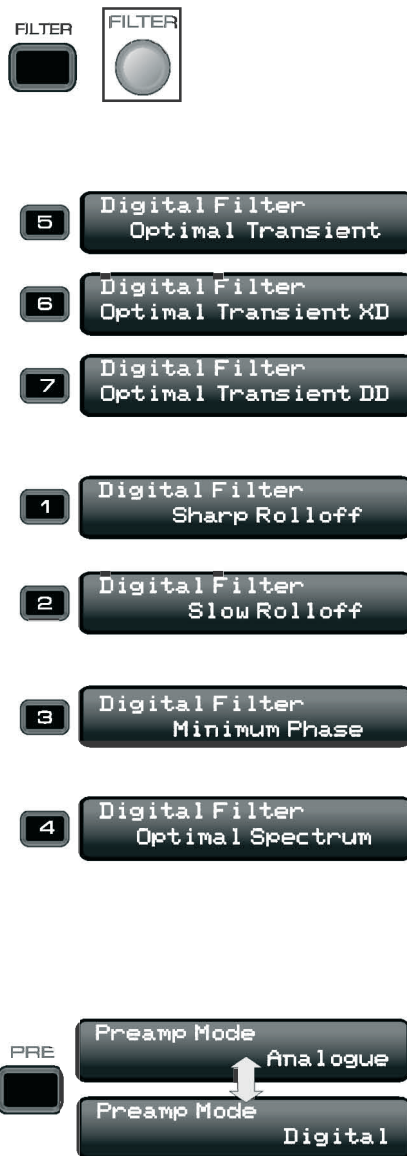 FILTER FILTER
5 Digital Filter
Optimal Transient
6 Digital Filter
Optimal Transient XD
7 Digital Filter
Optimal Transient DD
1 Digital Filter
Sharp Rolloff
2 Digital Filter
Slow Rolloff
3 Digital Filter
Minimum Phase
4 Digital Filter
Optimal Spectrum
PRE Preamp Mode
Analogue
Preamp Mode
Digital